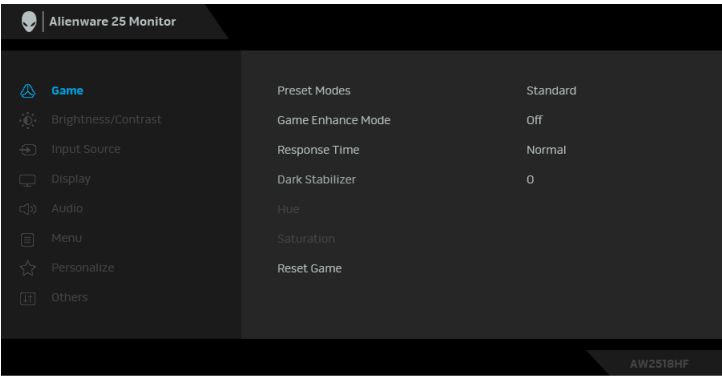 Alienware 25 Monitor
Game
Preset Modes Standard
Brightness/Contrast
Game Enhance Mode Off
Input Source
Response Time Normal
Display
Dark Stabilizer 0
Audio
Hue
Menu
Saturation
Personalize
Reset Game
Others
AW2518HF